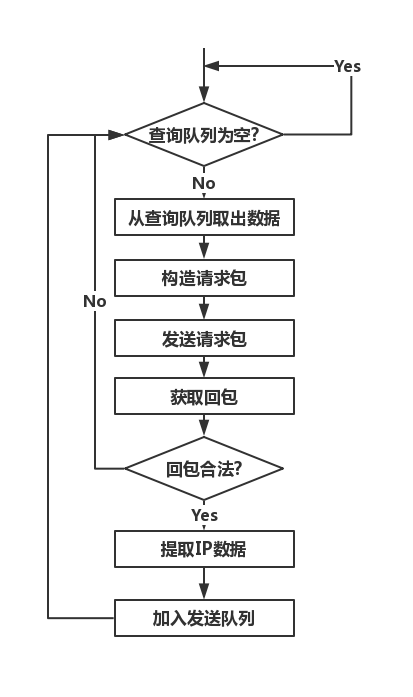 Yes
查询队列为空?
No
从查询队列取出数据
构造请求包
No
发送请求包
获取回包
回包合法?
Yes
提取IP数据
加入发送队列